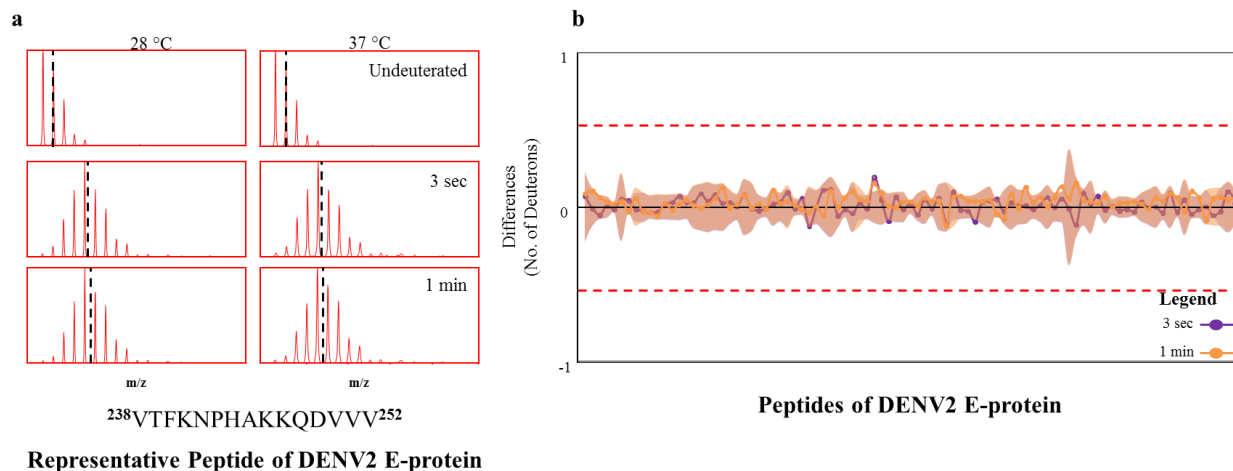 a
28 °C
37 °C
Undeuterated
3 sec
1 min
m/z
m/z
²³⁸VTFKNPHAKKQDVVV²⁵²
Representative Peptide of DENV2 E-protein
b
1
0
-1
Differences
(No. of Deuterons)
Legend
3 sec
1 min
Peptides of DENV2 E-protein